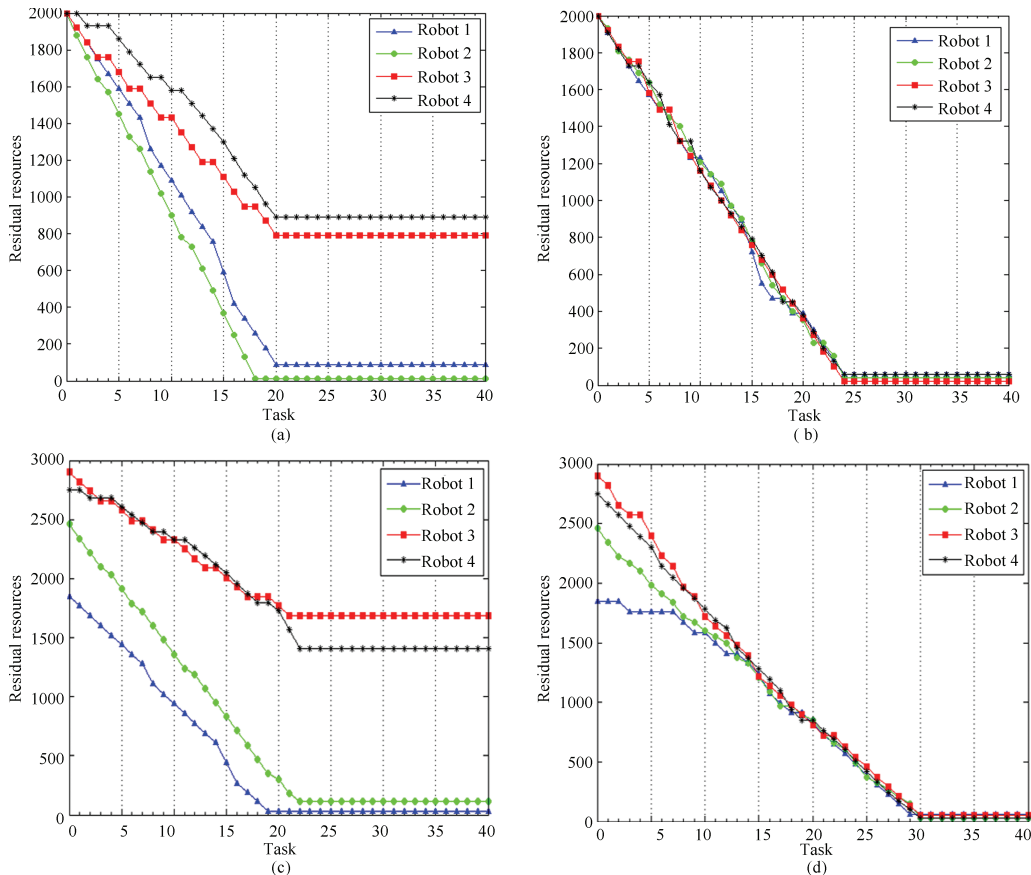 2000
1800
1600
1400
1200
1000
800
600
400
200
0
Residual resources
Robot 1
Robot 2
Robot 3
Robot 4
0 5 10 15 20 25 30 35 40
Task
(a)
2000
1800
1600
1400
1200
1000
800
600
400
200
0
Residual resources
Robot 1
Robot 2
Robot 3
Robot 4
0 5 10 15 20 25 30 35 40
Task
( b)
3000
2500
2000
1500
1000
500
0
Residual resources
Robot 1
Robot 2
Robot 3
Robot 4
0 5 10 15 20 25 30 35 40
Task
(c)
3000
2500
2000
1500
1000
500
0
Residual resources
Robot 1
Robot 2
Robot 3
Robot 4
0 5 10 15 20 25 30 35 40
Task
(d)